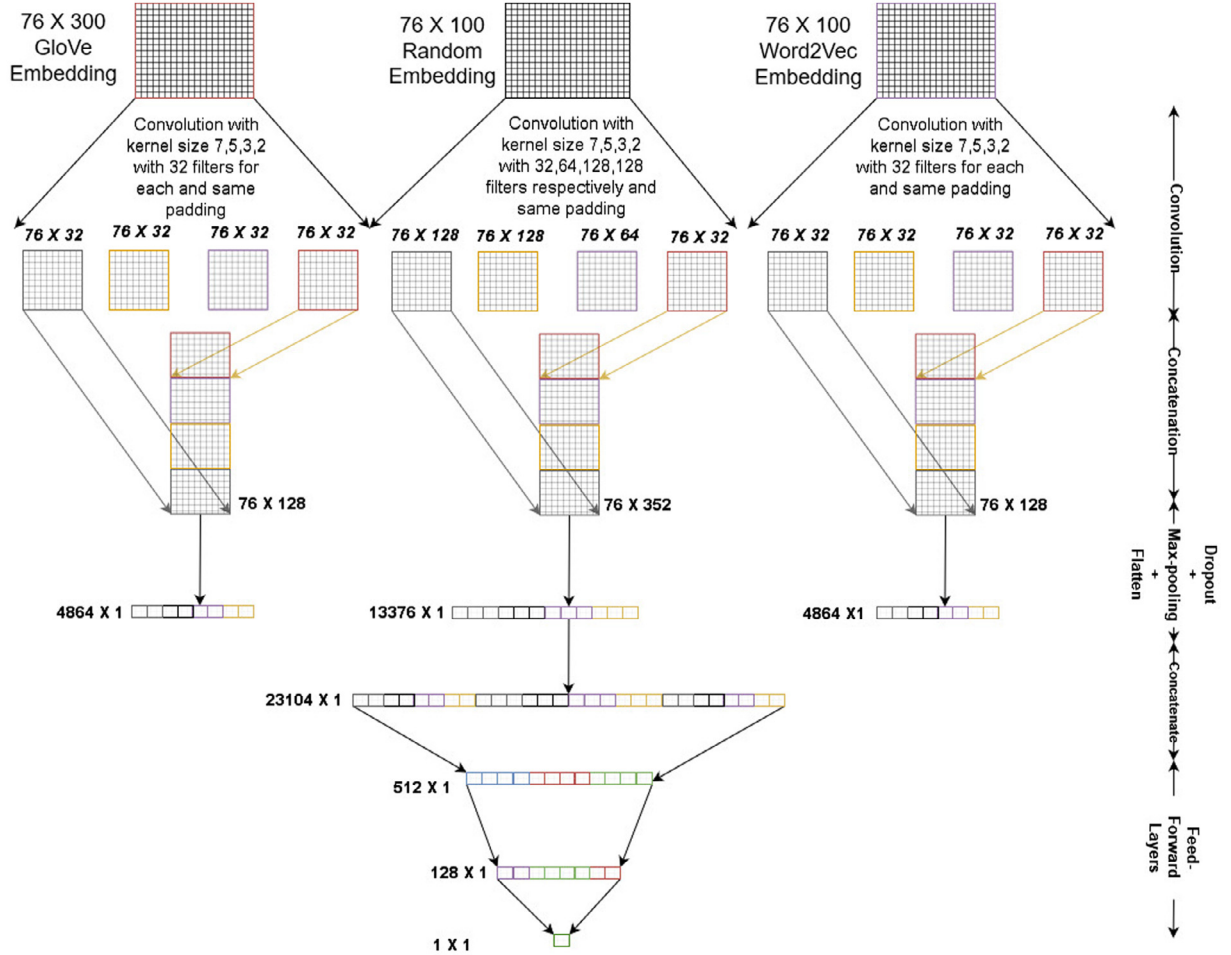 76 X 300
GloVe
Embedding
76 X 100
Random
Embedding
76 X 100
Word2Vec
Embedding
Convolution with
kernel size 7,5,3,2
with 32 filters for
each and same
padding
Convolution with
kernel size 7,5,3,2
with 32,64,128,128
filters respectively and
same padding
Convolution with
kernel size 7,5,3,2
with 32 filters for each
and same padding
76 X 32
76 X 32
76 X 32
76 X 32
76 X 128
76 X 128
76 X 64
76 X 32
76 X 32
76 X 32
76 X 32
76 X 32
Convolution
Concatenation
76 X 128
76 X 352
76 X 128
Dropout
+
Max-pooling
+
Flatten
4864 X 1
13376 X 1
4864 X1
Concatenate
23104 X 1
512 X 1
Feed-
Forward
Layers
128 X 1
1 X 1